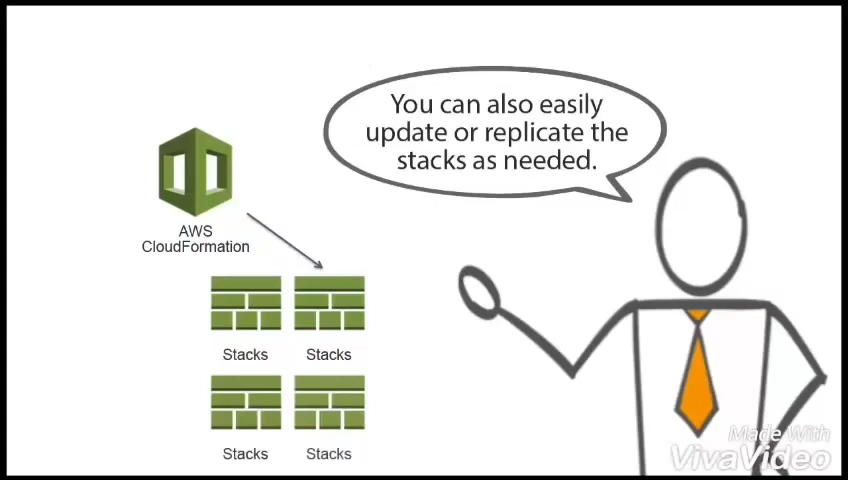 You can also easily
update or replicate the
stacks as needed.
AWS
CloudFormation
Stacks Stacks
Stacks Stacks
Made With
VivaVideo